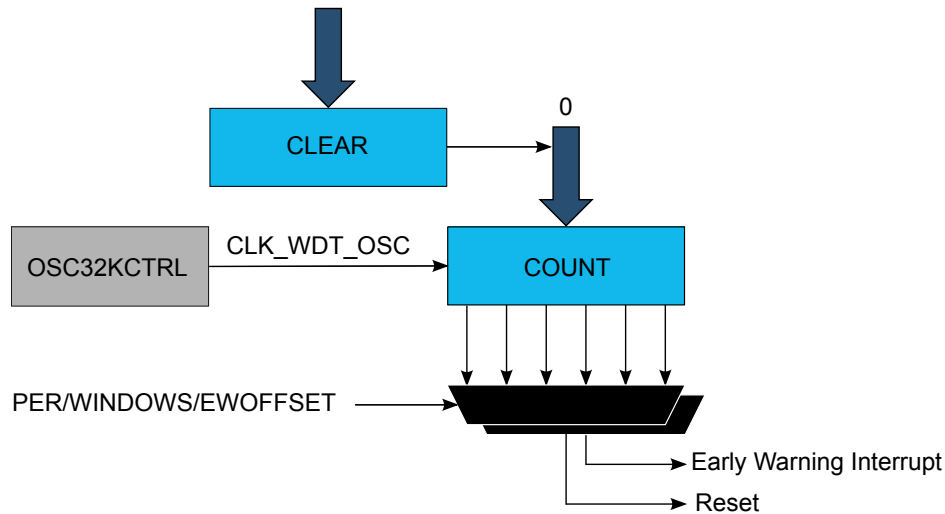 0
CLEAR
CLK_WDT_OSC
OSC32KCTRL
COUNT
PER/WINDOWS/EWOFFSET
Early Warning Interrupt
Reset